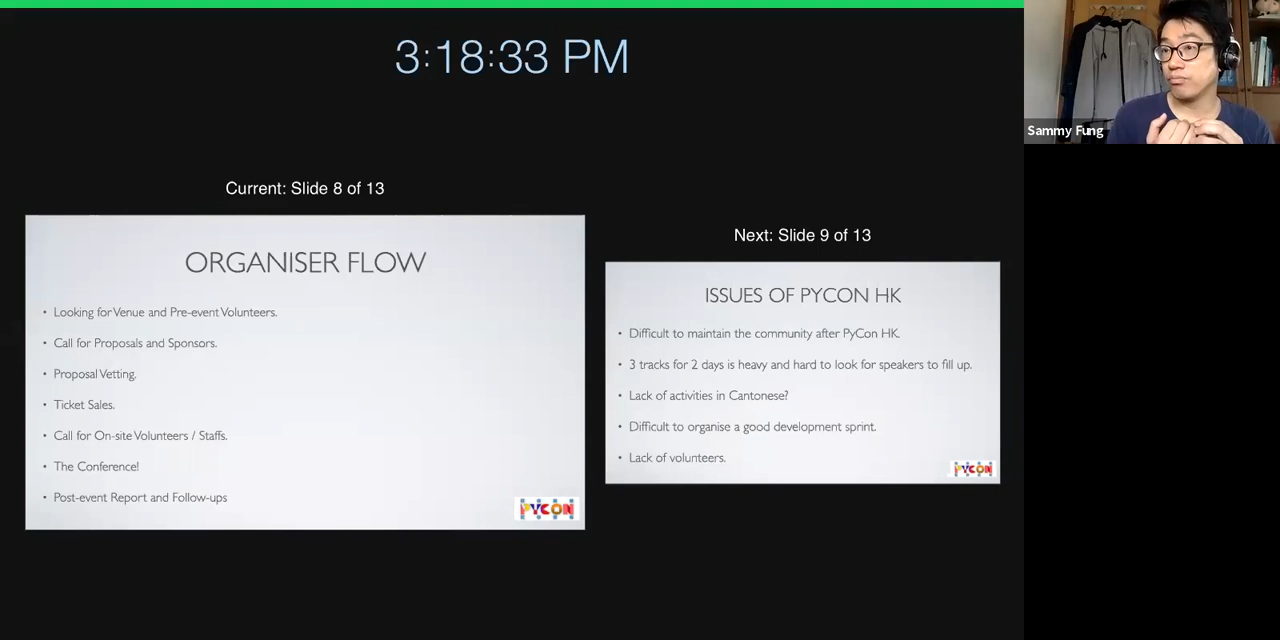 3:18:33 PM
Sammy Fung
Current: Slide 8 of 13
ORGANISER FLOW
• Looking for Venue and Pre-event Volunteers.
• Call for Proposals and Sponsors.
• Proposal Vetting.
• Ticket Sales.
• Call for On-site Volunteers / Staffs.
• The Conference!
• Post-event Report and Follow-ups
PYCON
Next: Slide 9 of 13
ISSUES OF PYCON HK
• Difficult to maintain the community after PyCon HK.
• 3 tracks for 2 days is heavy and hard to look for speakers to fill up.
• Lack of activities in Cantonese?
• Difficult to organise a good development sprint.
• Lack of volunteers.
PYCON